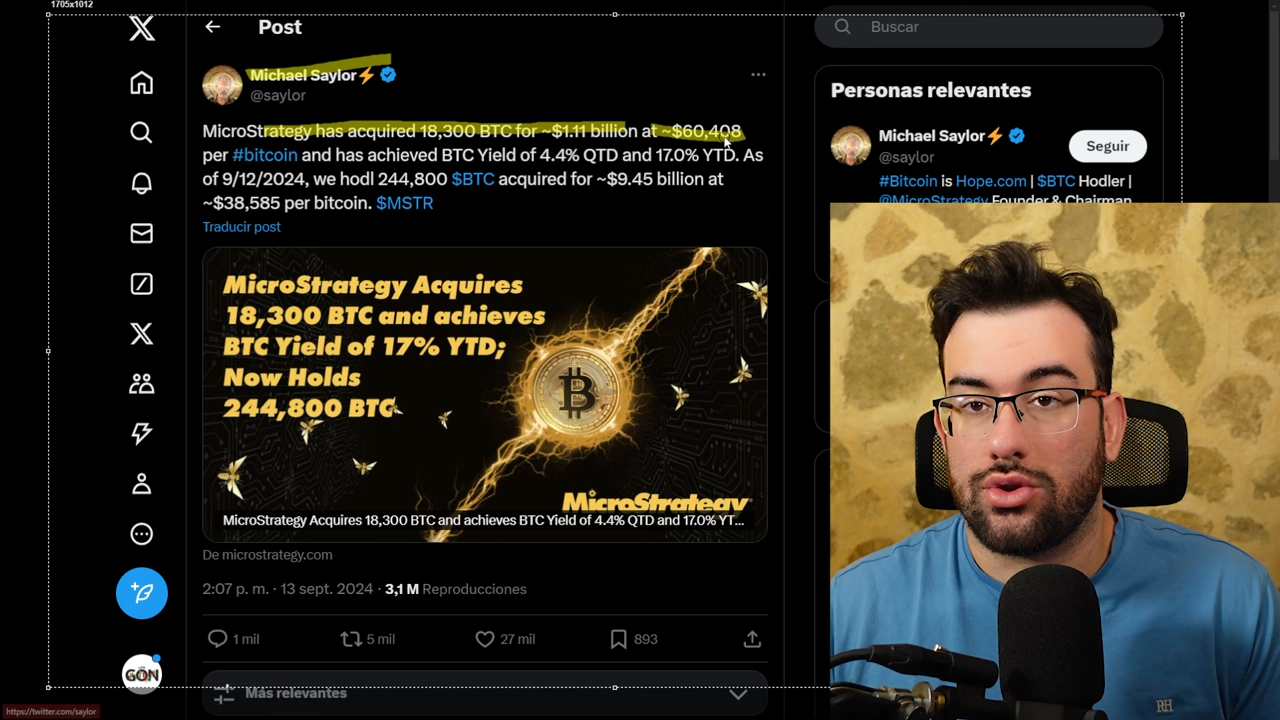 1705x1012
Post
Buscar
Michael Saylor⚡
@saylor
MicroStrategy has acquired 18,300 BTC for ~$1.11 billion at ~$60,408
per #bitcoin and has achieved BTC Yield of 4.4% QTD and 17.0% YTD. As
of 9/12/2024, we hodl 244,800 $BTC acquired for ~$9.45 billion at
~$38,585 per bitcoin. $MSTR
Traducir post
MicroStrategy Acquires
18,300 BTC and achieves
BTC Yield of 17% YTD;
Now Holds
244,800 BTC
MicroStrategy
MicroStrategy Acquires 18,300 BTC and achieves BTC Yield of 4.4% QTD and 17.0% YT...
De microstrategy.com
2:07 p. m. · 13 sept. 2024 · 3,1 M Reproducciones
1 mil
5 mil
27 mil
893
Más relevantes
Personas relevantes
Michael Saylor⚡
@saylor
Seguir
#Bitcoin is Hope.com | $BTC Hodler |
@MicroStrategy Founder & Chairman
GON
https://twitter.com/saylor
RH